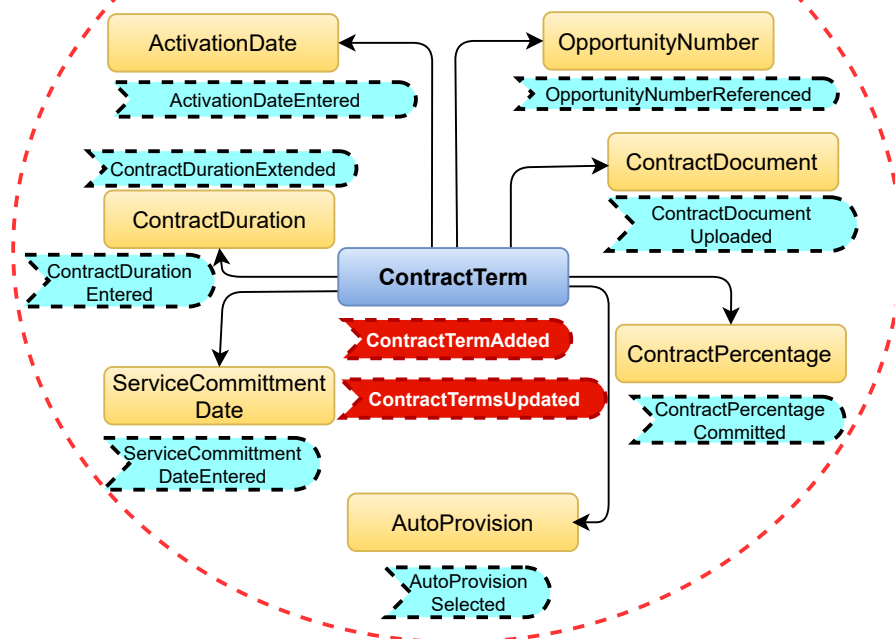 ActivationDate
OpportunityNumber
ActivationDateEntered
OpportunityNumberReferenced
ContractDurationExtended
ContractDocument
ContractDuration
ContractDocument
Uploaded
ContractDuration
Entered
ContractTerm
ContractTermAdded
ContractPercentage
ServiceCommittment
Date
ContractTermsUpdated
ContractPercentage
Committed
ServiceCommittment
DateEntered
AutoProvision
AutoProvision
Selected